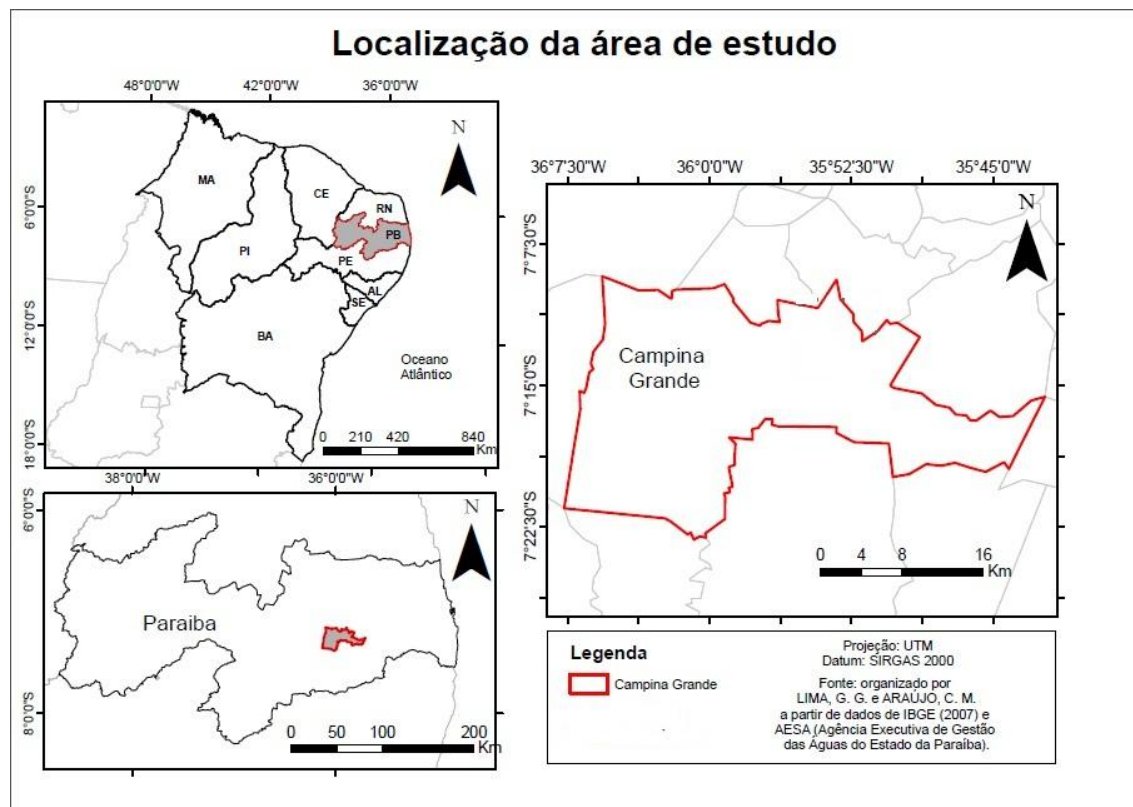 Localização da área de estudo
48°0'0"W
42°0'0"W
36°0'0"W
6°0'0"S
12°0'0"S
18°0'0"S
N
MA
CE
RN
PB
PI
PE
AL
SE
BA
Oceano
Atlântico
0 210 420 840
Km
38°0'0"W
36°0'0"W
6°0'0"S
8°0'0"S
N
Paraiba
0 50 100 200
Km
36°7'30"W
36°0'0"W
35°52'30"W
35°45'0"W
7°7'30"S
7°15'0"S
7°22'30"S
N
Campina
Grande
0 4 8 16
Km
Legenda
Campina Grande
Projeção: UTM
Datum: SIRGAS 2000
Fonte: organizado por
LIMA, G. G. e ARAÚJO, C. M.
a partir de dados de IBGE (2007) e
AESA (Agência Executiva de Gestão
das Águas do Estado da Paraíba).